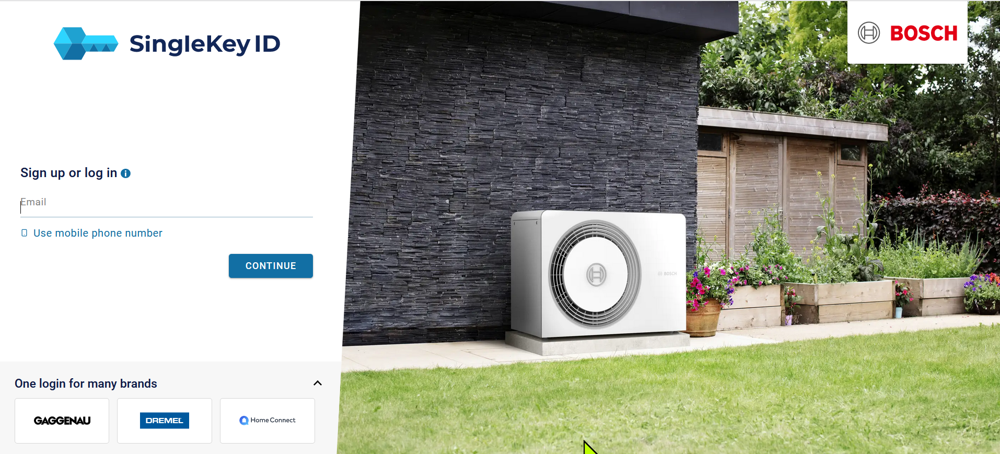 SingleKey ID
BOSCH
Sign up or log in
Email
Use mobile phone number
CONTINUE
BOSCH
One login for many brands
GAGGENAU
DREMEL
Home Connect